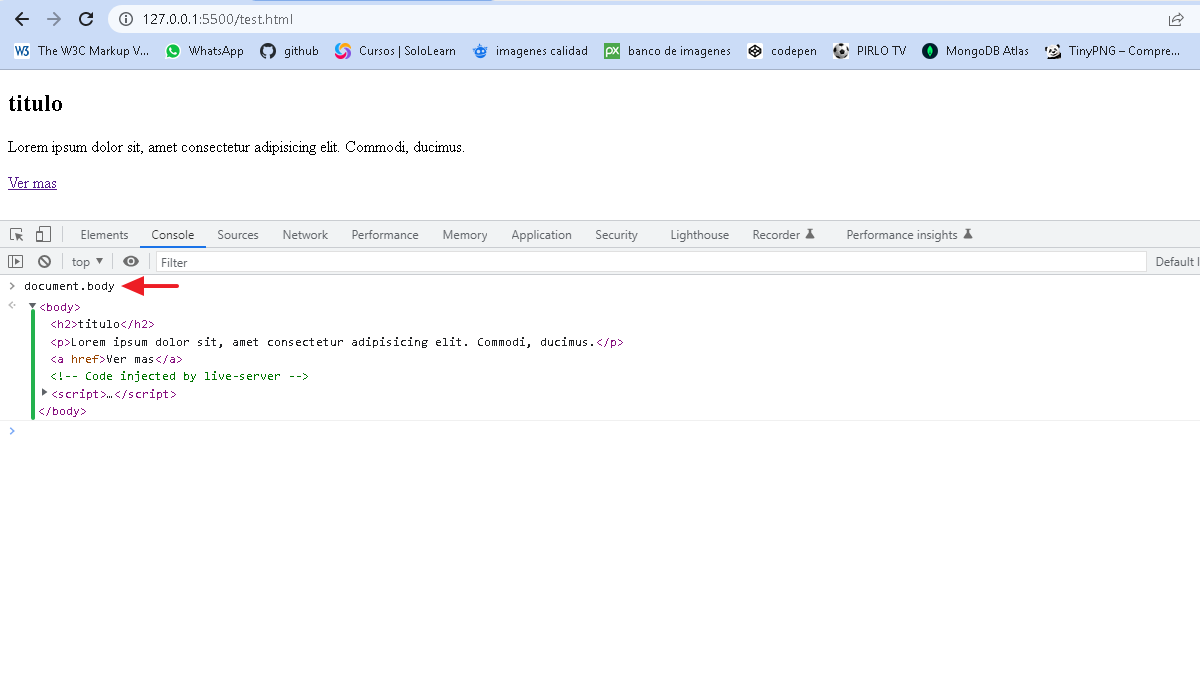 127.0.0.1:5500/test.html
The W3C Markup V... WhatsApp github Cursos | SoloLearn imagenes calidad banco de imagenes codepen PIRLO TV MongoDB Atlas TinyPNG – Compre...
titulo
Lorem ipsum dolor sit, amet consectetur adipisicing elit. Commodi, ducimus.
Ver mas
Elements Console Sources Network Performance Memory Application Security Lighthouse Recorder Performance insights
top Filter Default l
document.body
<body>
<h2>titulo</h2>
<p>Lorem ipsum dolor sit, amet consectetur adipisicing elit. Commodi, ducimus.</p>
<a href>Ver mas</a>
<!-- Code injected by live-server -->
<script>…</script>
</body>